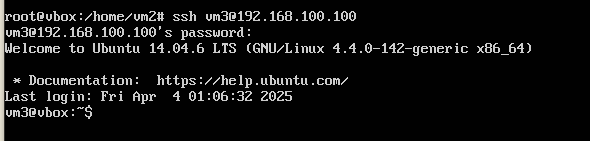 root@vbox:/home/vm2# ssh vm3@192.168.100.100
vm3@192.168.100.100's password:
Welcome to Ubuntu 14.04.6 LTS (GNU/Linux 4.4.0-142-generic x86_64)
* Documentation:  https://help.ubuntu.com/
Last login: Fri Apr  4 01:06:32 2025
vm3@vbox:~$